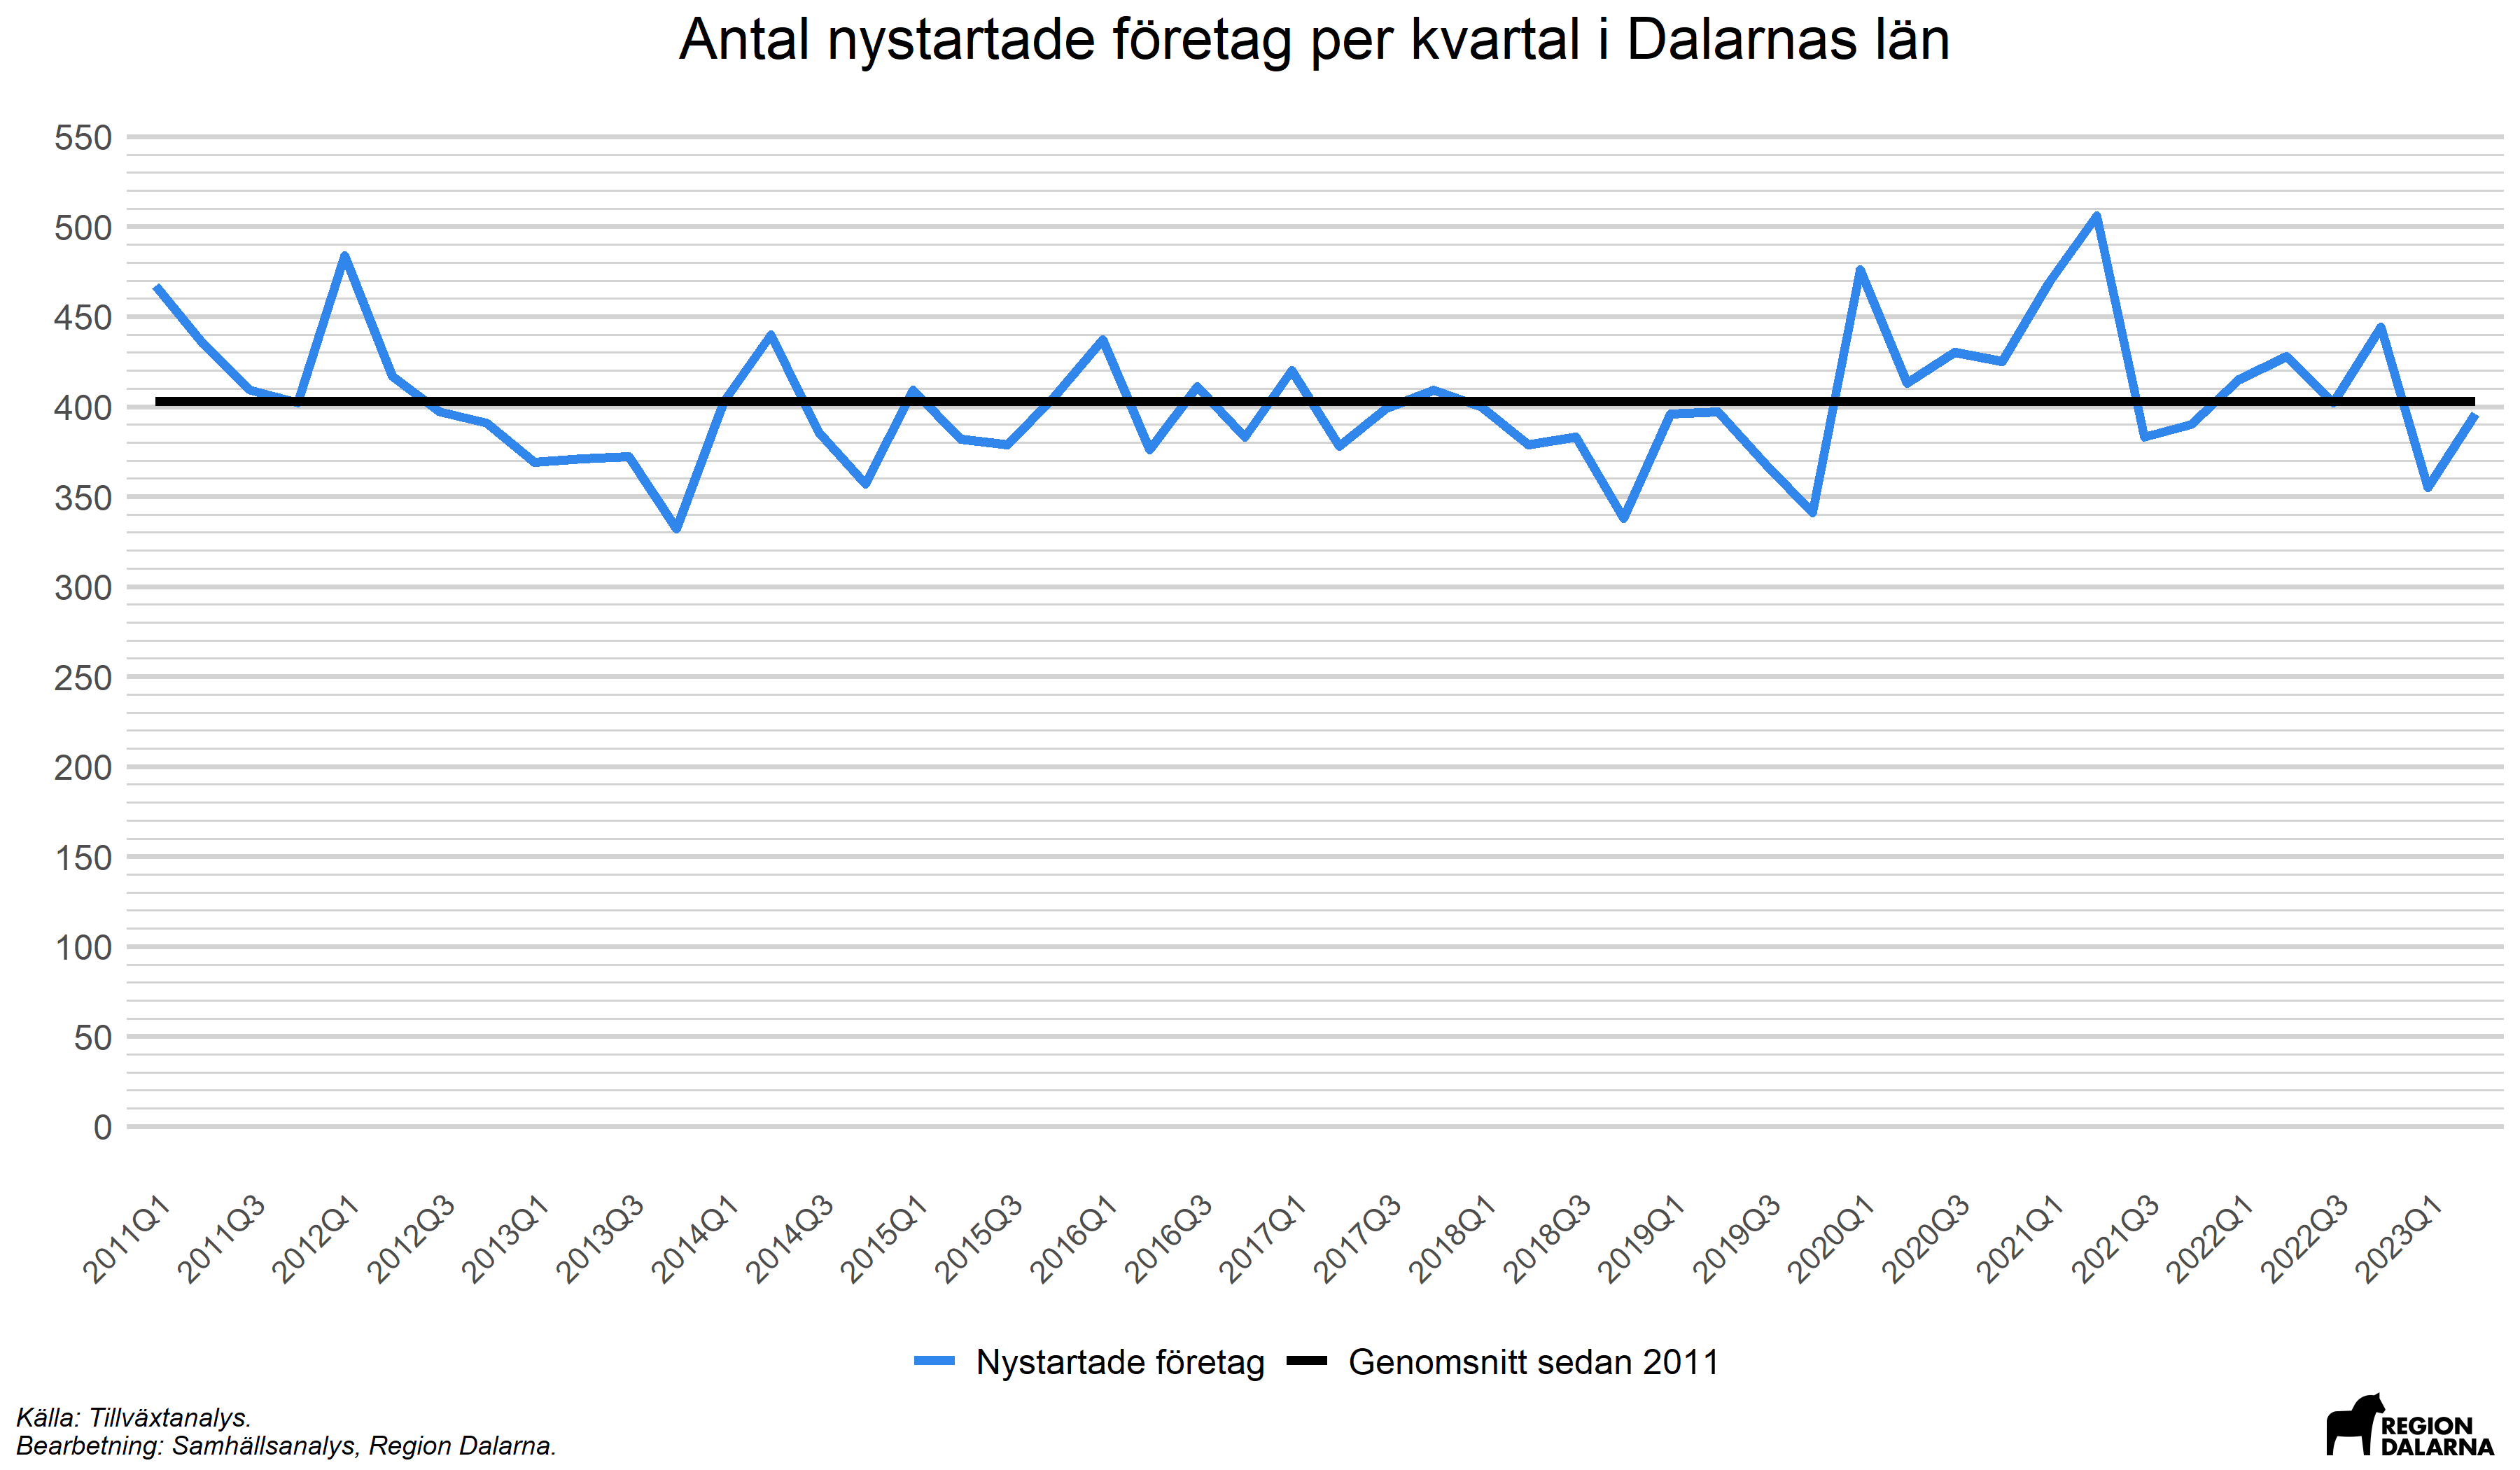 Antal nystartade företag per kvartal i Dalarnas län
550
500
450
400
350
300
250
200
150
100
50
0
2011Q1
2011Q3
2012Q1
2012Q3
2013Q1
2013Q3
2014Q1
2014Q3
2015Q1
2015Q3
2016Q1
2016Q3
2017Q1
2017Q3
2018Q1
2018Q3
2019Q1
2019Q3
2020Q1
2020Q3
2021Q1
2021Q3
2022Q1
2022Q3
2023Q1
Nystartade företag
Genomsnitt sedan 2011
Källa: Tillväxtanalys.
Bearbetning: Samhällsanalys, Region Dalarna.
REGION
DALARNA